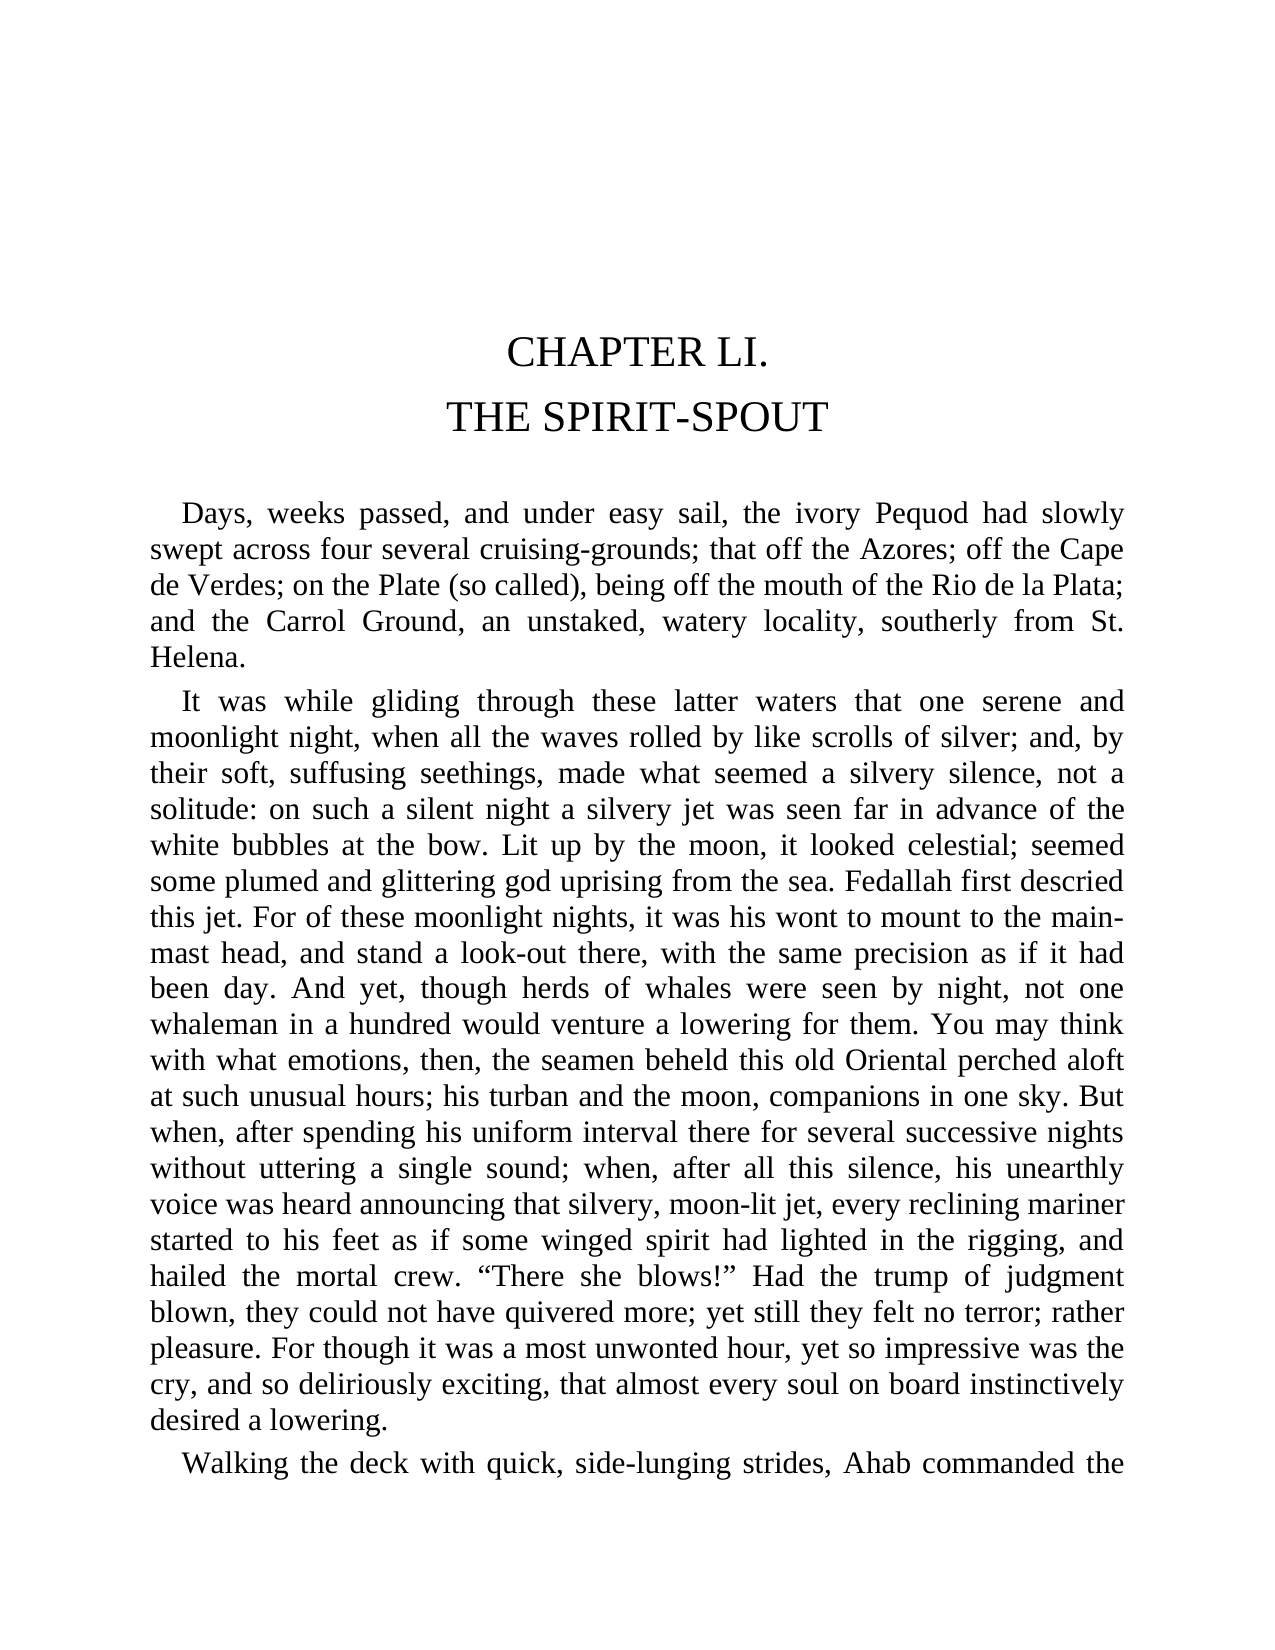 CHAPTER LI.
THE SPIRIT-SPOUT
Days, weeks passed, and under easy sail, the ivory Pequod had slowly
swept across four several cruising-grounds; that off the Azores; off the Cape
de Verdes; on the Plate (so called), being off the mouth of the Rio de la Plata;
and the Carrol Ground, an unstaked, watery locality, southerly from St.
Helena.
It was while gliding through these latter waters that one serene and
moonlight night, when all the waves rolled by like scrolls of silver; and, by
their soft, suffusing seethings, made what seemed a silvery silence, not a
solitude: on such a silent night a silvery jet was seen far in advance of the
white bubbles at the bow. Lit up by the moon, it looked celestial; seemed
some plumed and glittering god uprising from the sea. Fedallah first descried
this jet. For of these moonlight nights, it was his wont to mount to the main-
mast head, and stand a look-out there, with the same precision as if it had
been day. And yet, though herds of whales were seen by night, not one
whaleman in a hundred would venture a lowering for them. You may think
with what emotions, then, the seamen beheld this old Oriental perched aloft
at such unusual hours; his turban and the moon, companions in one sky. But
when, after spending his uniform interval there for several successive nights
without uttering a single sound; when, after all this silence, his unearthly
voice was heard announcing that silvery, moon-lit jet, every reclining mariner
started to his feet as if some winged spirit had lighted in the rigging, and
hailed the mortal crew. “There she blows!” Had the trump of judgment
blown, they could not have quivered more; yet still they felt no terror; rather
pleasure. For though it was a most unwonted hour, yet so impressive was the
cry, and so deliriously exciting, that almost every soul on board instinctively
desired a lowering.
Walking the deck with quick, side-lunging strides, Ahab commanded the